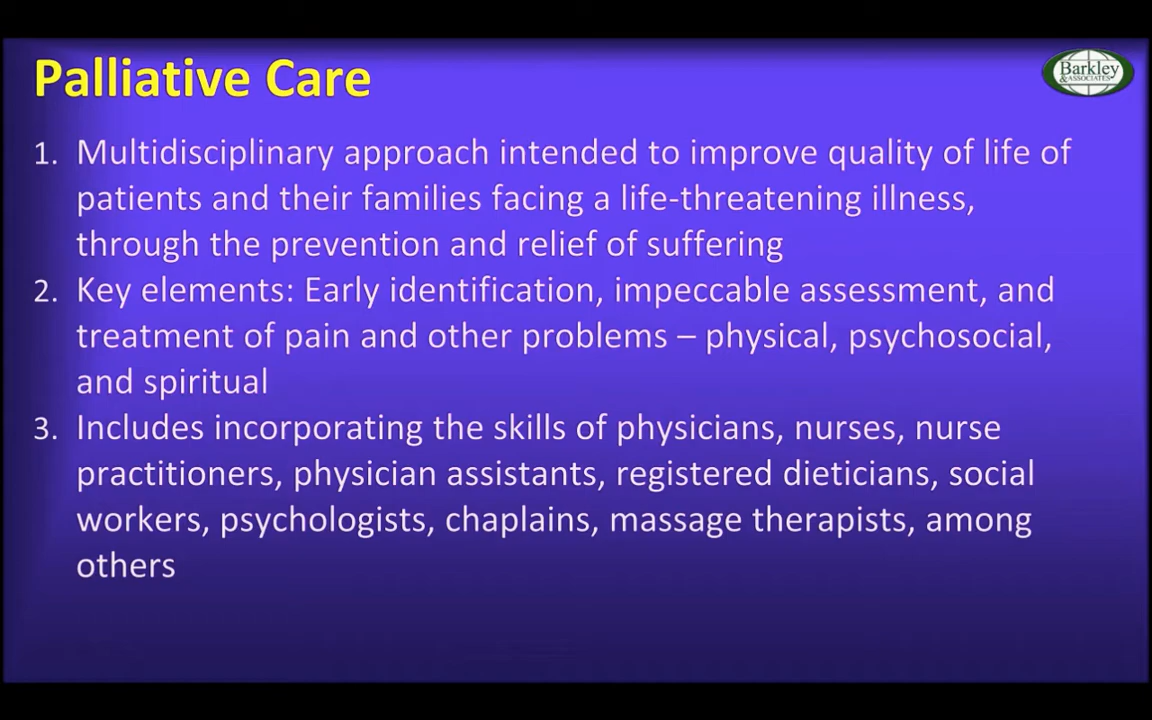 Palliative Care
Barkley
& ASSOCIATES
1. Multidisciplinary approach intended to improve quality of life of
patients and their families facing a life-threatening illness,
through the prevention and relief of suffering
2. Key elements: Early identification, impeccable assessment, and
treatment of pain and other problems – physical, psychosocial,
and spiritual
3. Includes incorporating the skills of physicians, nurses, nurse
practitioners, physician assistants, registered dieticians, social
workers, psychologists, chaplains, massage therapists, among
others